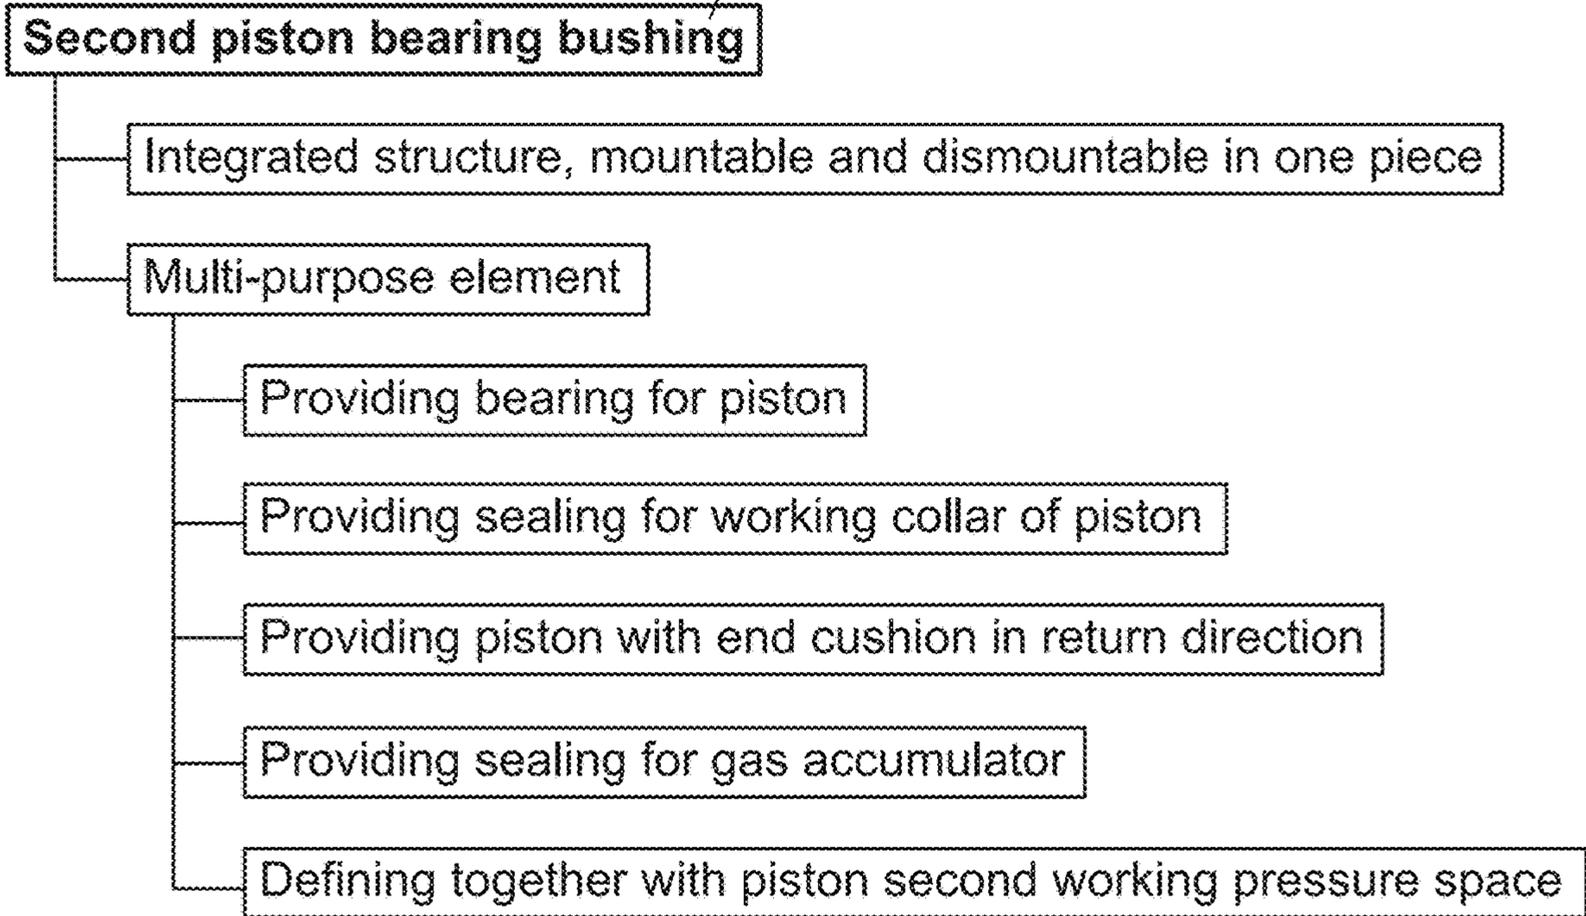 Second piston bearing bushing
Integrated structure, mountable and dismountable in one piece
Multi-purpose element
Providing bearing for piston
Providing sealing for working collar of piston
Providing piston with end cushion in return direction
Providing sealing for gas accumulator
Defining together with piston second working pressure space